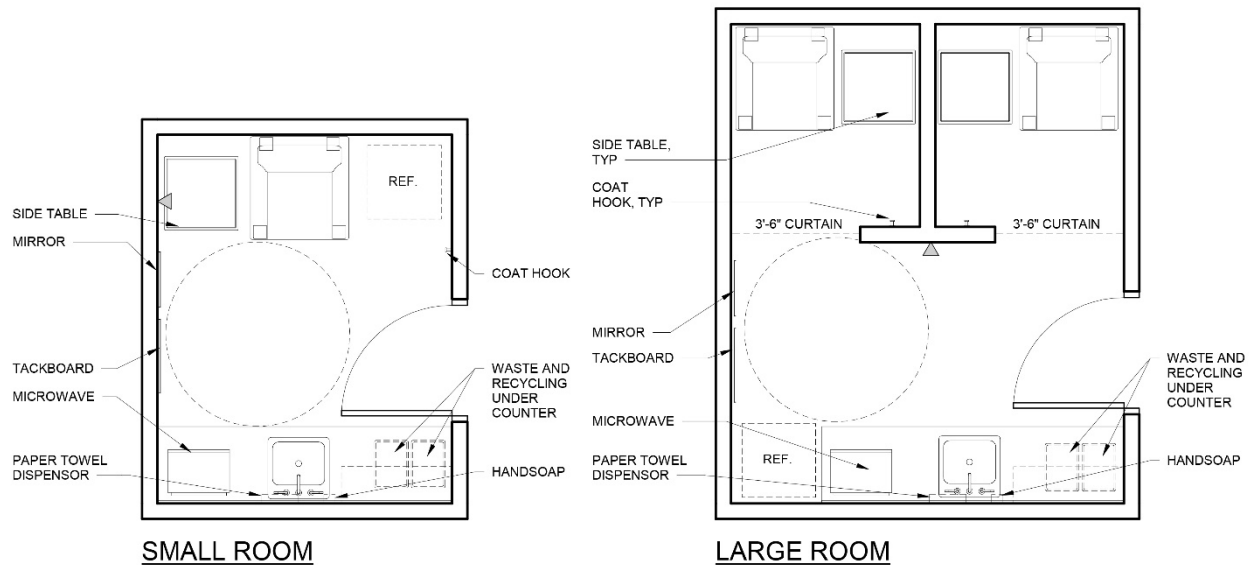 SIDE TABLE
MIRROR
TACKBOARD
MICROWAVE
PAPER TOWEL
DISPENSOR
REF.
COAT HOOK
WASTE AND
RECYCLING
UNDER
COUNTER
HANDSOAP
SMALL ROOM
SIDE TABLE,
TYP
COAT
HOOK, TYP
3'-6" CURTAIN
3'-6" CURTAIN
MIRROR
TACKBOARD
MICROWAVE
REF.
PAPER TOWEL
DISPENSOR
WASTE AND
RECYCLING
UNDER
COUNTER
HANDSOAP
LARGE ROOM